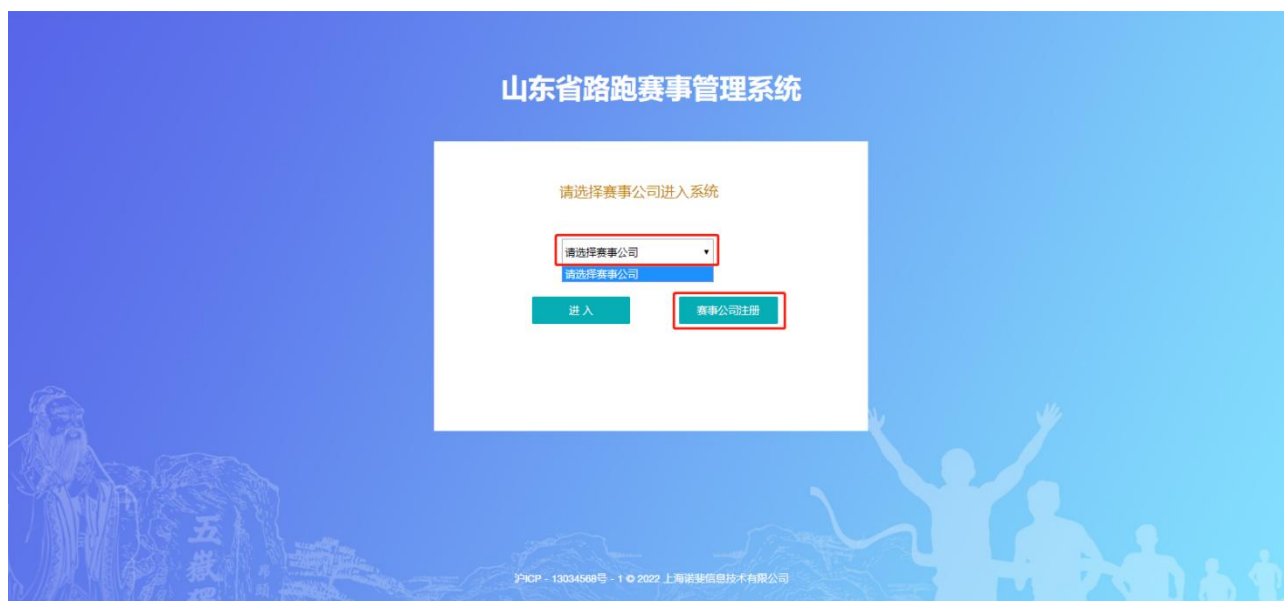 山东省路跑赛事管理系统
请选择赛事公司进入系统
请选择赛事公司
请选择赛事公司
进 入 赛事公司注册
五嶽
沪ICP - 13034568号 - 1 © 2022 上海诺斐信息技术有限公司